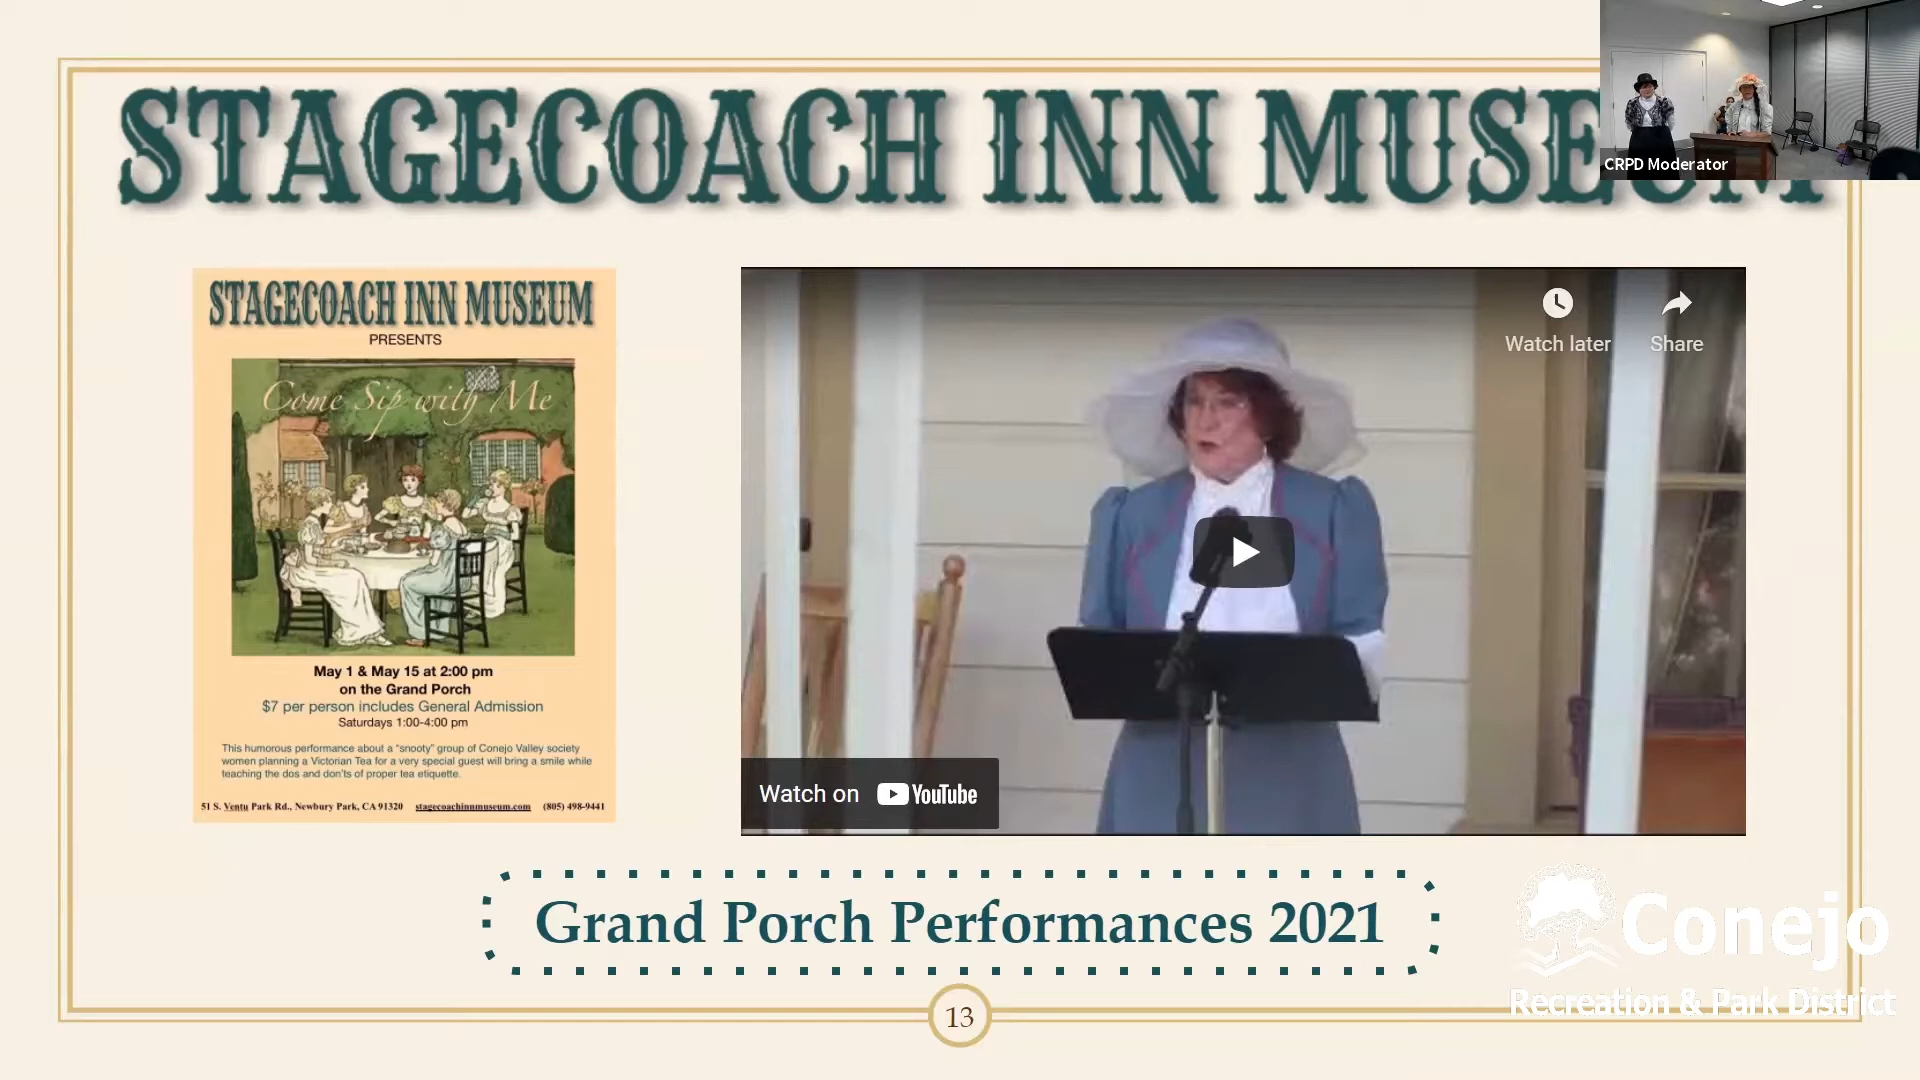 STAGECOACH INN MUSEUM
CRPD Moderator
STAGECOACH INN MUSEUM
PRESENTS
Come Sip with Me
May 1 & May 15 at 2:00 pm
on the Grand Porch
$7 per person includes General Admission
Saturdays 1:00-4:00 pm
This humorous performance about a "snooty" group of Conejo Valley society
women planning a Victorian Tea for a very special guest will bring a smile while
teaching the dos and don'ts of proper tea etiquette.
51 S. Ventu Park Rd., Newbury Park, CA 91320 stagecoachinnmuseum.com (805) 498-9441
Watch later
Share
Watch on YouTube
Grand Porch Performances 2021
Conejo
Recreation & Park District
13